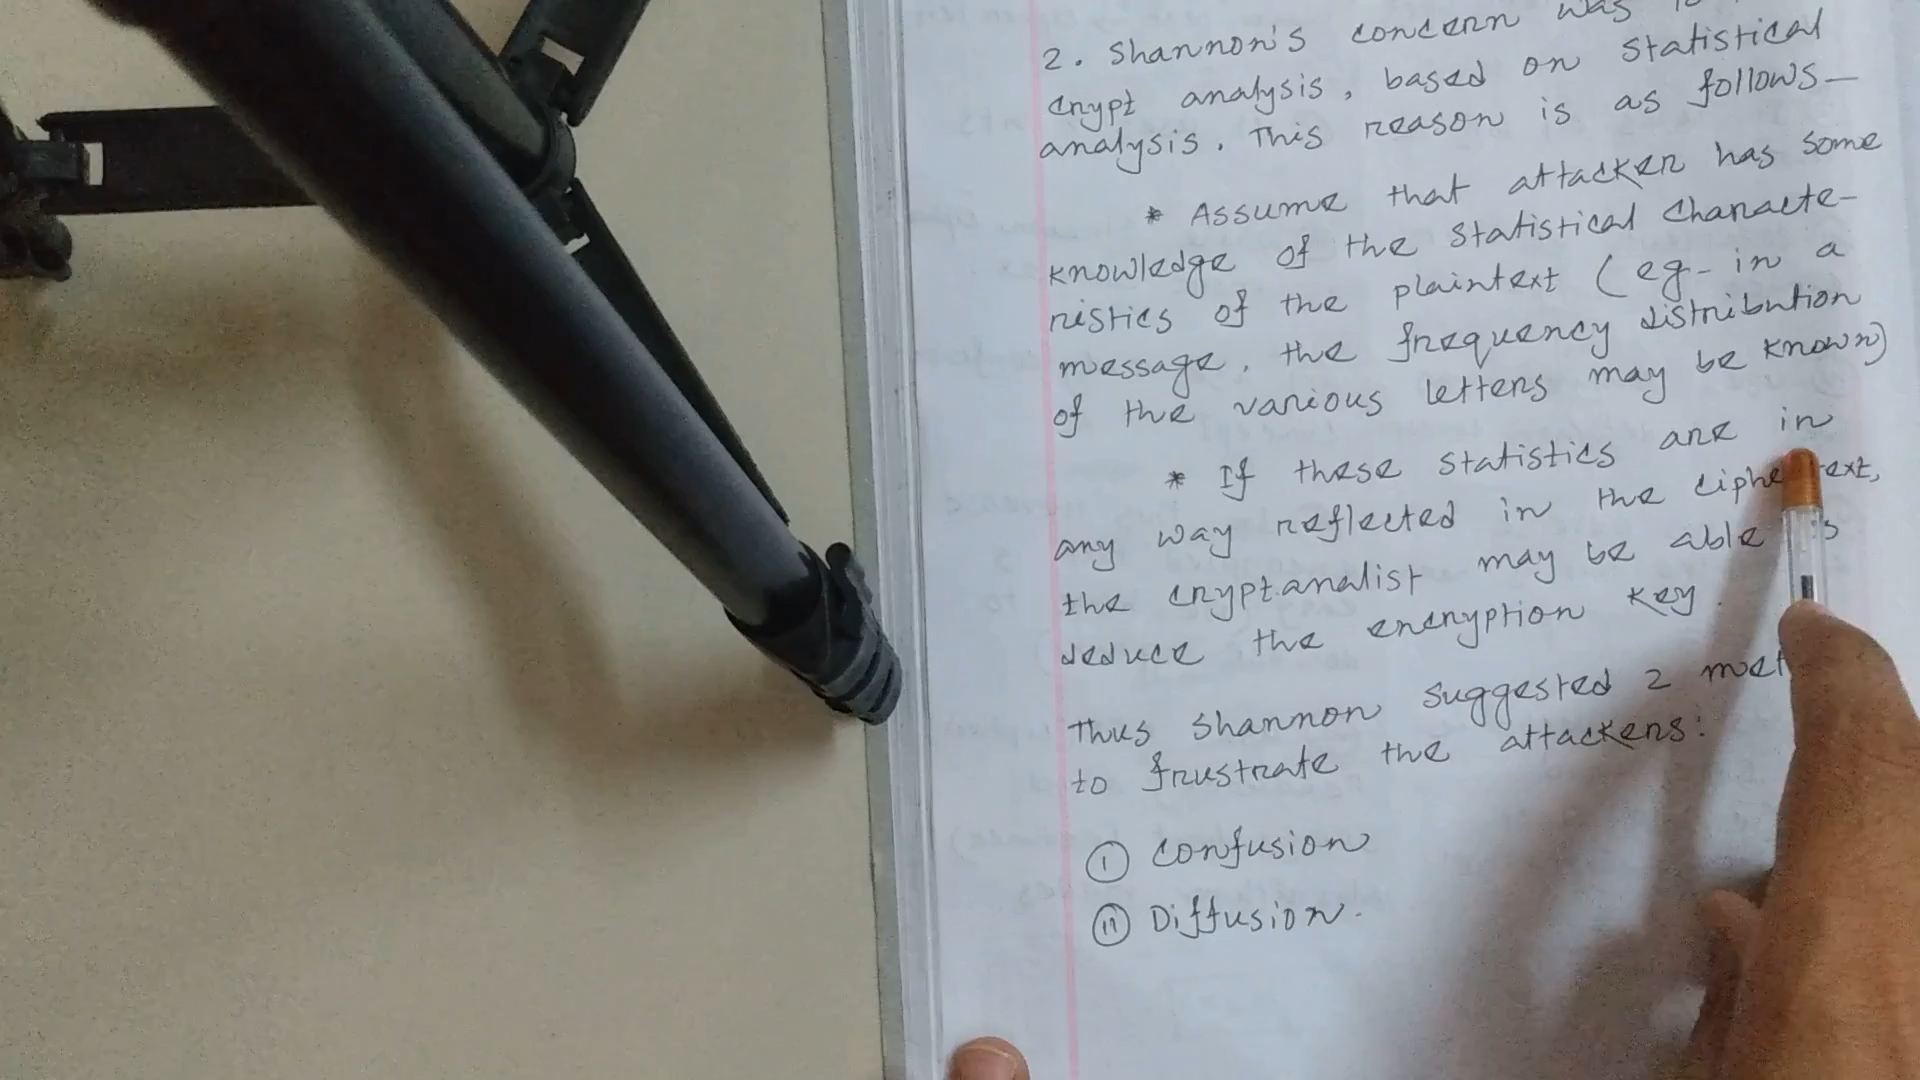 2. Shannon's concern was
crypt analysis, based on statistical
analysis. This reason is as follows—
* Assume that attacker has some
knowledge of the statistical characte-
ristics of the plaintext (eg- in a
message, the frequency distribution
of the various letters may be known)
* If these statistics are in
any way reflected in the ciphertext,
the cryptanalist may be able
deduce the encryption key.
Thus Shannon suggested 2
to frustrate the attackers:
(I) Confusion
(II) Diffusion.